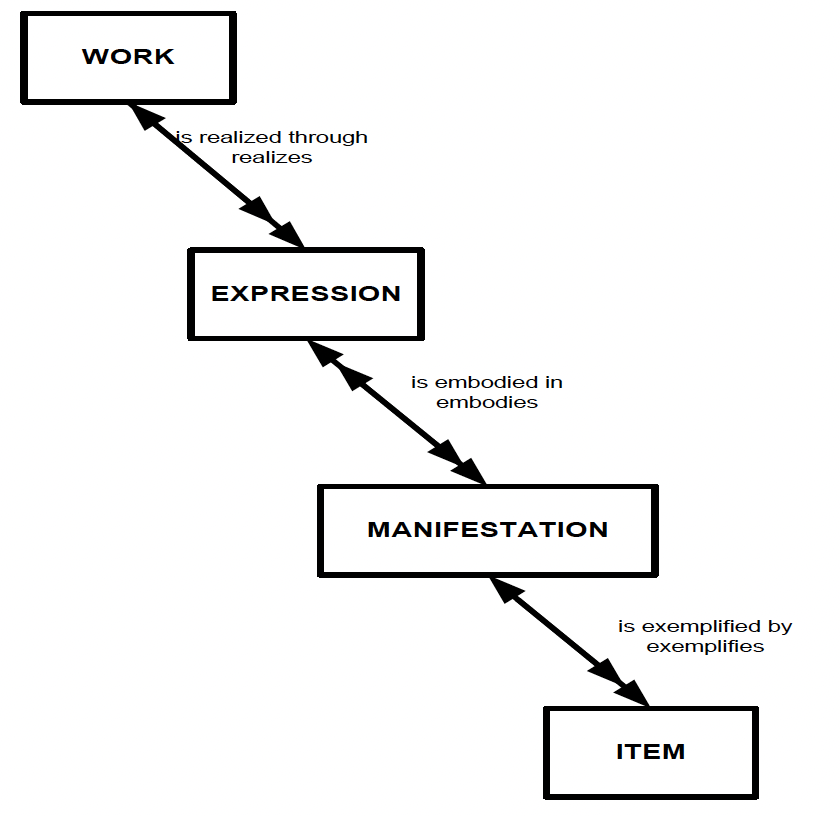 WORK
is realized through
realizes
EXPRESSION
is embodied in
embodies
MANIFESTATION
is exemplified by
exemplifies
ITEM